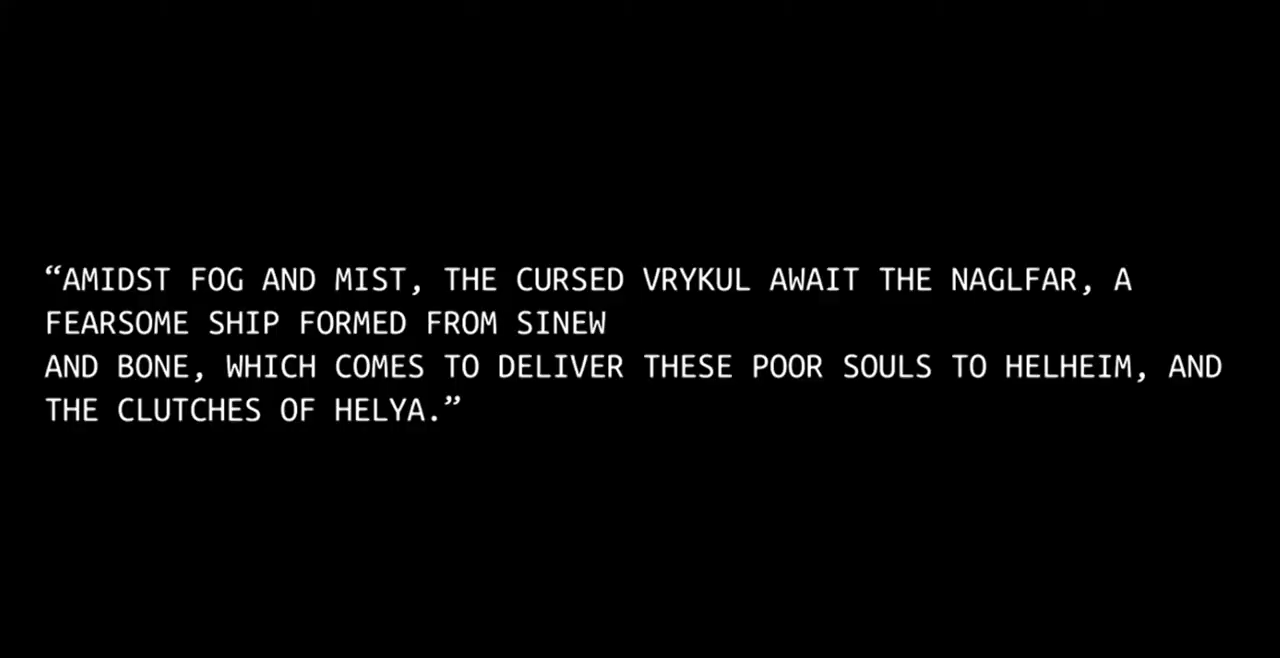 “AMIDST FOG AND MIST, THE CURSED VRYKUL AWAIT THE NAGLFAR, A
FEARSOME SHIP FORMED FROM SINEW
AND BONE, WHICH COMES TO DELIVER THESE POOR SOULS TO HELHEIM, AND
THE CLUTCHES OF HELYA.”